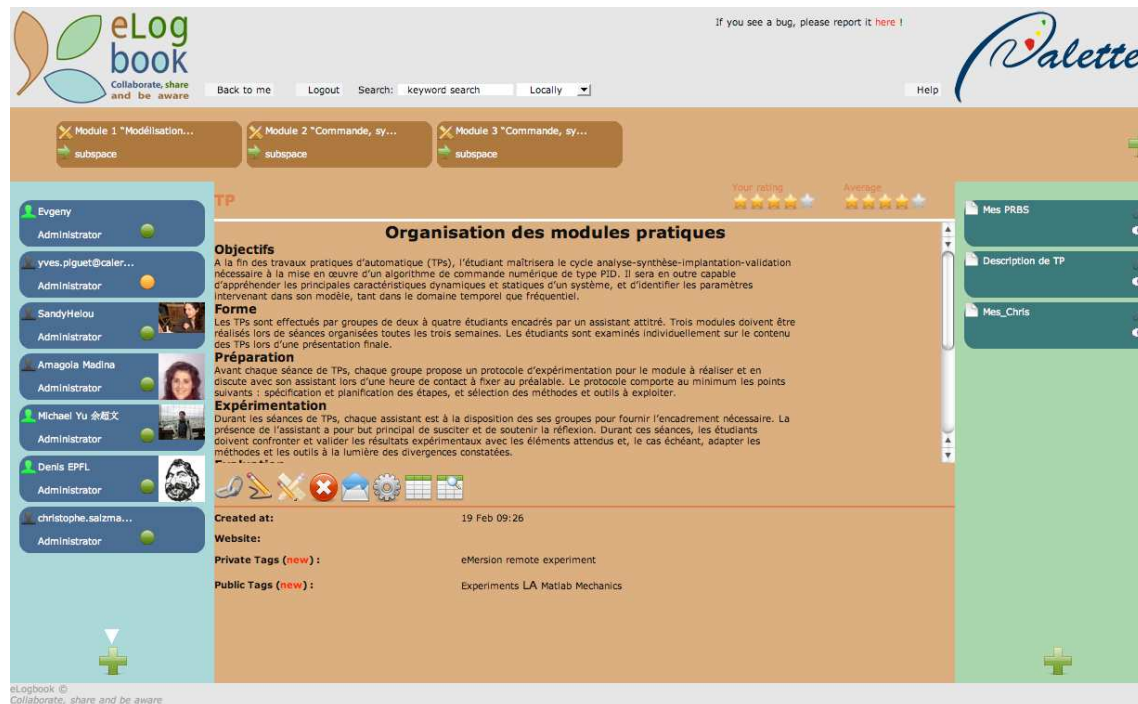 eLog
book
Collaborate, share
and be aware
If you see a bug, please report it here !
Palette
Back to me
Logout
Search:
keyword search
Locally
Help
Module 1 "Modélisation...
subspace
Module 2 "Commande, sy...
subspace
Module 3 "Commande, sy...
subspace
Evgeny
Administrator
yves.piguet@caler...
Administrator
SandyHelou
Administrator
Amagoia Madina
Administrator
Michael Yu 余超文
Administrator
Denis EPFL
Administrator
christophe.salzma...
Administrator
TP
Your rating
Average
Organisation des modules pratiques
Objectifs
A la fin des travaux pratiques d'automatique (TPs), l'étudiant maîtrisera le cycle analyse-synthèse-implantation-validation
nécessaire à la mise en œuvre d'un algorithme de commande numérique de type PID. Il sera en outre capable
d'appréhender les principales caractéristiques dynamiques et statiques d'un système, et d'identifier les paramètres
intervenant dans son modèle, tant dans le domaine temporel que fréquentiel.
Forme
Les TPs sont effectués par groupes de deux à quatre étudiants encadrés par un assistant attitré. Trois modules doivent être
réalisés lors de séances organisées toutes les trois semaines. Les étudiants sont examinés individuellement sur le contenu
des TPs lors d'une présentation finale.
Préparation
Avant chaque séance de TPs, chaque groupe propose un protocole d'expérimentation pour le module à réaliser et en
discute avec son assistant lors d'une heure de contact à fixer au préalable. Le protocole comporte au minimum les points
suivants : spécification et planification des étapes, et sélection des méthodes et outils à exploiter.
Expérimentation
Durant les séances de TPs, chaque assistant est à la disposition des ses groupes pour fournir l'encadrement nécessaire. La
présence de l'assistant a pour but principal de susciter et de soutenir la réflexion. Durant ces séances, les étudiants
doivent confronter et valider les résultats expérimentaux avec les éléments attendus et, le cas échéant, adapter les
méthodes et les outils à la lumière des divergences constatées.
Created at:
19 Feb 09:26
Website:
Private Tags (new) :
eMersion remote experiment
Public Tags (new) :
Experiments LA Matlab Mechanics
Mes PRBS
Description de TP
Mes_Chris
eLogbook ©
Collaborate, share and be aware